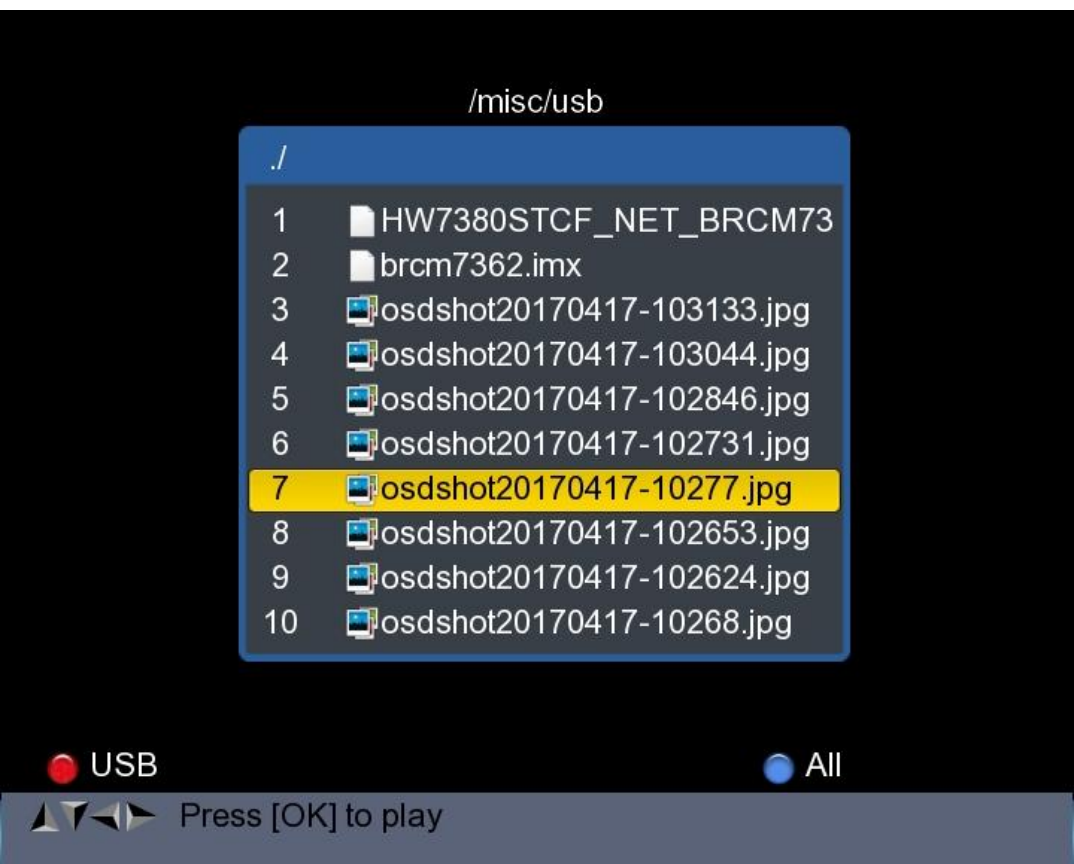 /misc/usb
./
1 HW7380STCF_NET_BRCM73
2 brcm7362.imx
3 osdshot20170417-103133.jpg
4 osdshot20170417-103044.jpg
5 osdshot20170417-102846.jpg
6 osdshot20170417-102731.jpg
7 osdshot20170417-10277.jpg
8 osdshot20170417-102653.jpg
9 osdshot20170417-102624.jpg
10 osdshot20170417-10268.jpg
USB All
Press [OK] to play